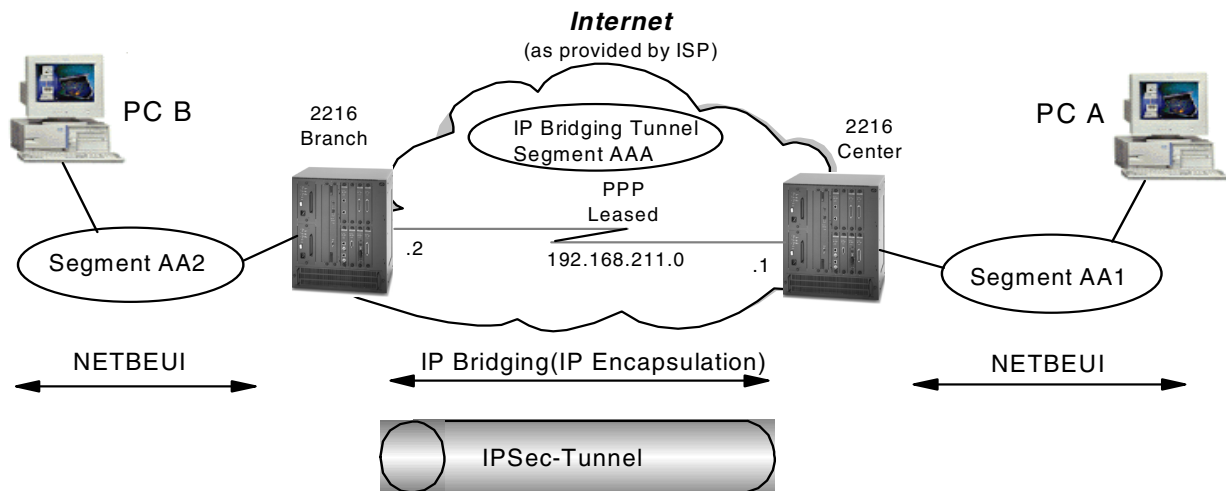 Internet
(as provided by ISP)
PC B
2216
Branch
IP Bridging Tunnel
Segment AAA
2216
Center
PC A
PPP
Leased
.2
192.168.211.0
.1
Segment AA2
Segment AA1
NETBEUI
IP Bridging(IP Encapsulation)
NETBEUI
IPSec-Tunnel